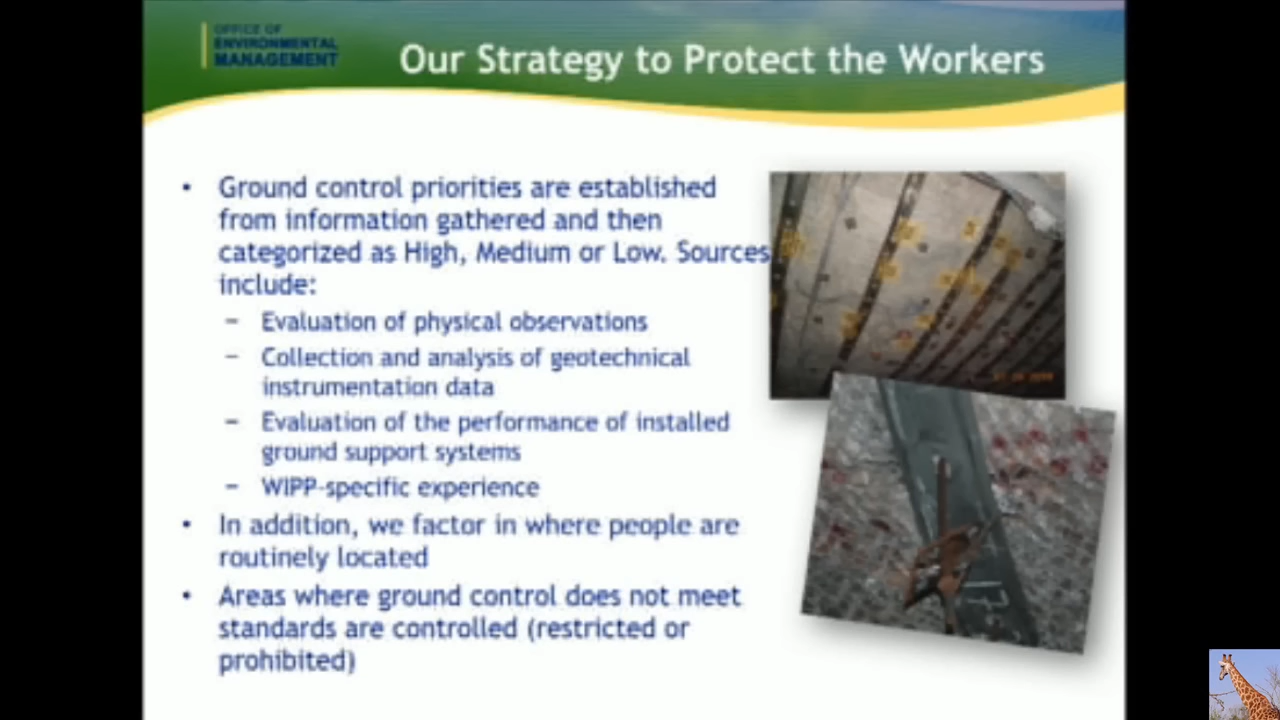 OFFICE OF
ENVIRONMENTAL
MANAGEMENT
Our Strategy to Protect the Workers
• Ground control priorities are established
from information gathered and then
categorized as High, Medium or Low. Sources
include:
– Evaluation of physical observations
– Collection and analysis of geotechnical
instrumentation data
– Evaluation of the performance of installed
ground support systems
– WIPP-specific experience
• In addition, we factor in where people are
routinely located
• Areas where ground control does not meet
standards are controlled (restricted or
prohibited)